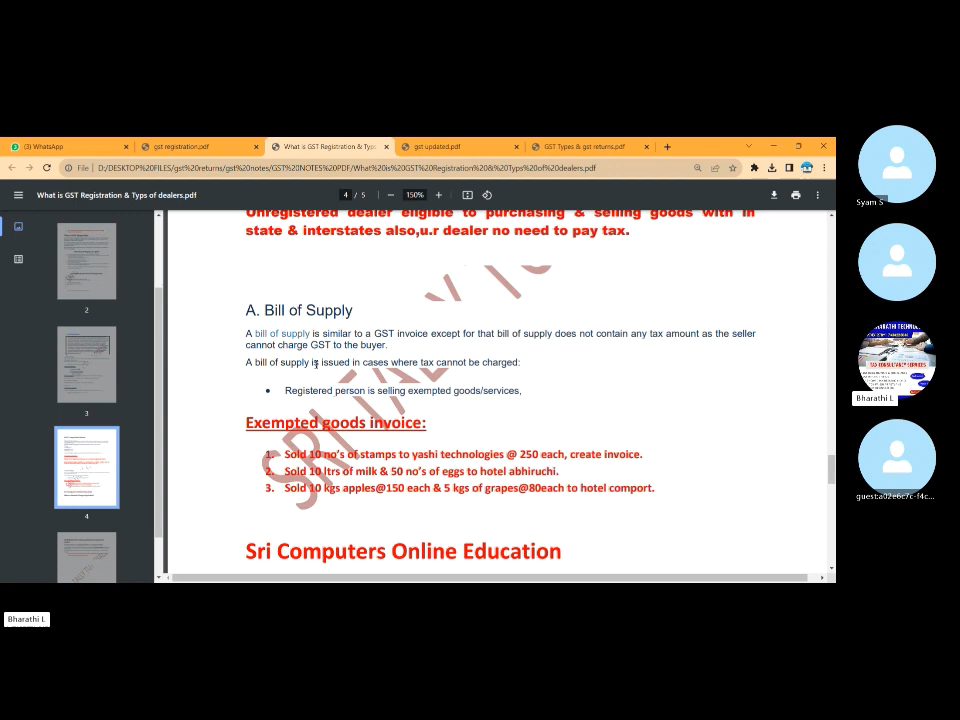 (3) WhatsApp
gst registration.pdf
What is GST Registration & Typs
gst updated.pdf
GST Types & gst returns.pdf
File
D:/DESKTOP%20FILES/gst%20returns/gst%20notes/GST%20NOTES%20PDF/What%20is%20GST%20Registration%20&%20Typs%20of%20dealers.pdf
What is GST Registration & Typs of dealers.pdf
4 / 5
150%
Unregistered dealer eligible to purchasing & selling goods with in
state & interstates also,u.r dealer no need to pay tax.
A. Bill of Supply
A bill of supply is similar to a GST invoice except for that bill of supply does not contain any tax amount as the seller
cannot charge GST to the buyer.
A bill of supply is issued in cases where tax cannot be charged:
• Registered person is selling exempted goods/services,
Exempted goods invoice:
1. Sold 10 no's of stamps to yashi technologies @ 250 each, create invoice.
2. Sold 10 ltrs of milk & 50 no's of eggs to hotel abhiruchi.
3. Sold 10 kgs apples@150 each & 5 kgs of grapes@80each to hotel comport.
Sri Computers Online Education
2
3
4
Syam S
TAX CONSULTANCY SERVICES
Bharathi L
guest:a02e6c7c-f4c...
Bharathi L